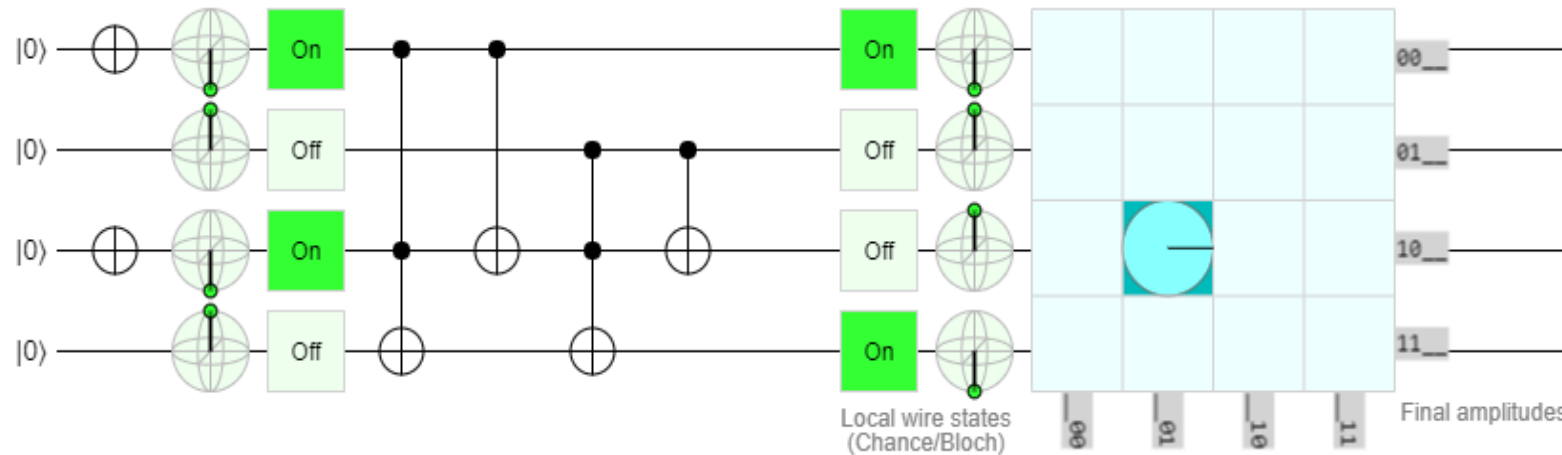 |0⟩ On On 00__
|0⟩ Off Off 01__
|0⟩ On Off 10__
|0⟩ Off On 11__
__00 __01 __10 __11
Local wire states
(Chance/Bloch)
Final amplitudes